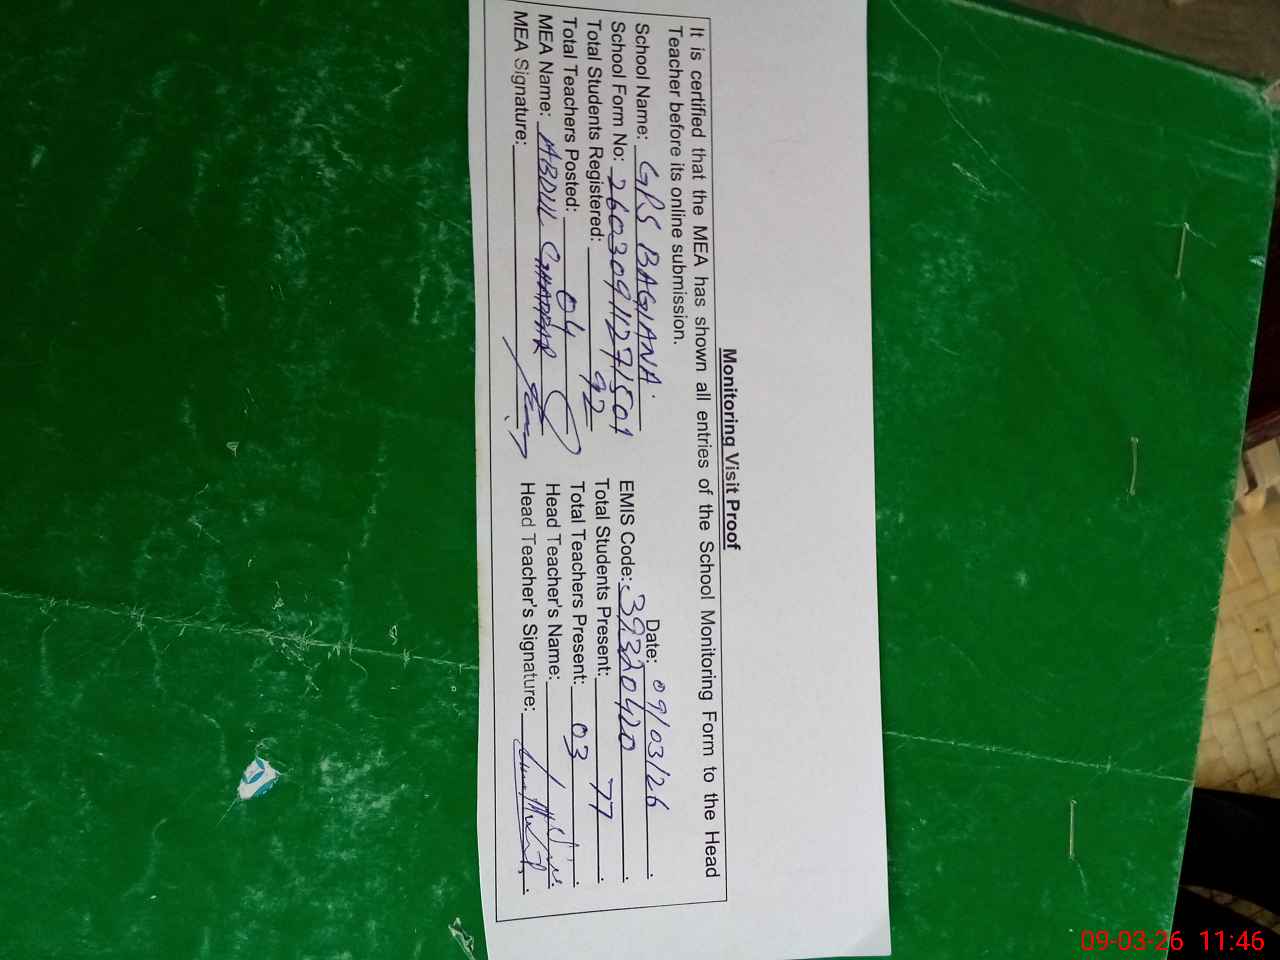 Monitoring Visit Proof
It is certified that the MEA has shown all entries of the School Monitoring Form to the Head
Teacher before its online submission.
Date: 09/03/26
School Name: GPS BAGIANA. EMIS Code: 39320420
School Form No: 26030911271501 Total Students Present: 77
Total Students Registered: 92 Total Teachers Present: 03
Total Teachers Posted: 04 Head Teacher's Name:
MEA Name: ABDUL GHAFFAR Head Teacher's Signature:
MEA Signature:
09-03-26 11:46